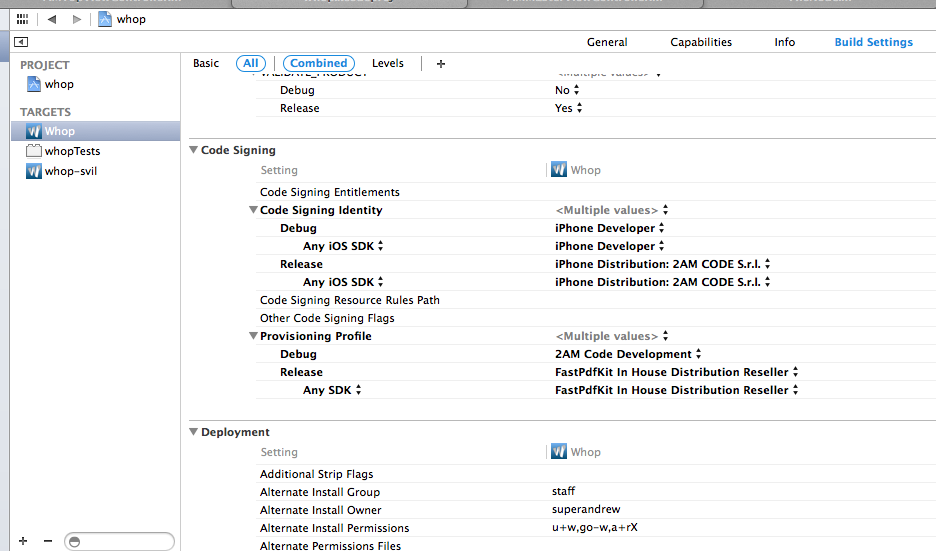 whop
General Capabilities Info Build Settings
PROJECT
whop
TARGETS
Whop
whopTests
whop-svil
Basic All Combined Levels +
VALIDATE_PRODUCT <Multiple values>
Debug No
Release Yes
Code Signing
Setting Whop
Code Signing Entitlements
Code Signing Identity <Multiple values>
Debug iPhone Developer
Any iOS SDK iPhone Developer
Release iPhone Distribution: 2AM CODE S.r.l.
Any iOS SDK iPhone Distribution: 2AM CODE S.r.l.
Code Signing Resource Rules Path
Other Code Signing Flags
Provisioning Profile <Multiple values>
Debug 2AM Code Development
Release FastPdfKit In House Distribution Reseller
Any SDK FastPdfKit In House Distribution Reseller
Deployment
Setting Whop
Additional Strip Flags
Alternate Install Group staff
Alternate Install Owner superandrew
Alternate Install Permissions u+w,go-w,a+rX
Alternate Permissions Files